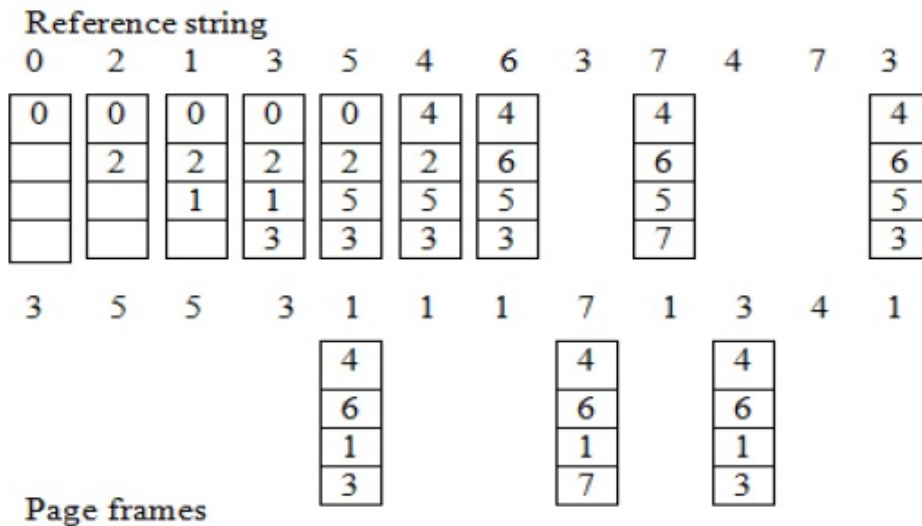 Reference string
0 2 1 3 5 4 6 3 7 4 7 3
0 0 0 0 0 4 4 4 4
2 2 2 2 2 6 6 6
1 1 5 5 5 5 5
3 3 3 3 7 3
3 5 5 3 1 1 1 7 1 3 4 1
4 4 4
6 6 6
1 1 1
3 7 3
Page frames